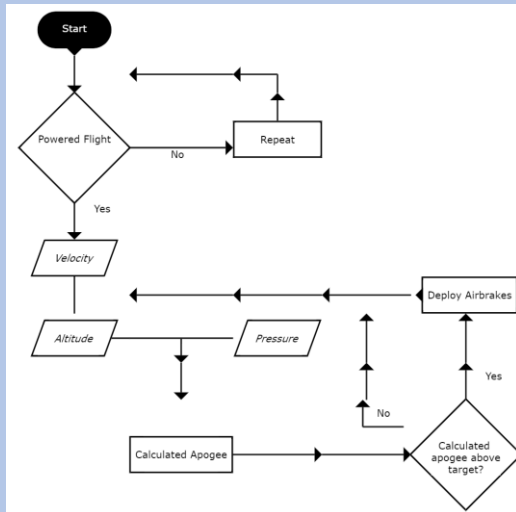 Start
Powered Flight
No
Repeat
Yes
Velocity
Deploy Airbrakes
Altitude
Pressure
Yes
No
Calculated Apogee
Calculated
apogee above
target?